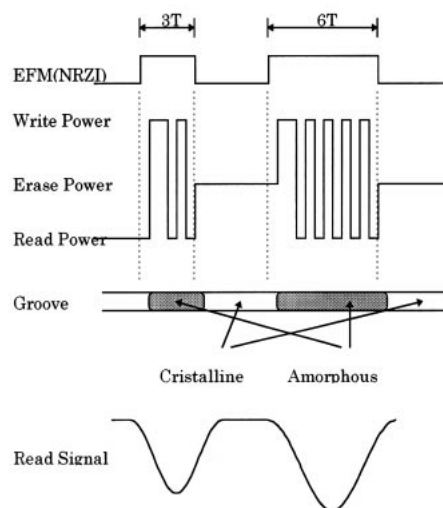 3T 6T
EFM(NRZI)
Write Power
Erase Power
Read Power
Groove
Cristalline Amorphous
Read Signal